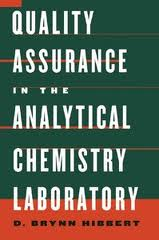 QUALITY
ASSURANCE
IN THE
ANALYTICAL
CHEMISTRY
LABORATORY
D. BRYNN HIBBERT